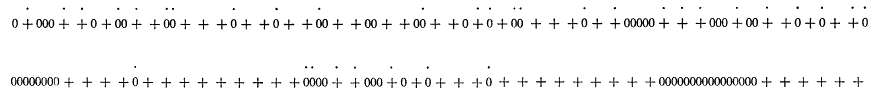 0 + 000 + + 0 + 00 + + 00 + + + 0 + + 0 + + 00 + + 00 + + 00 + + 0 + 0 + 00 + + + 0 + + 00000 + + + 000 + 00 + + 0 + 0 + + 0
00000000 + + + + 0 + + + + + + + + + 0000 + + 000 + 0 + 0 + + + 0 + + + + + + + + + 0000000000000000 + + + + + +